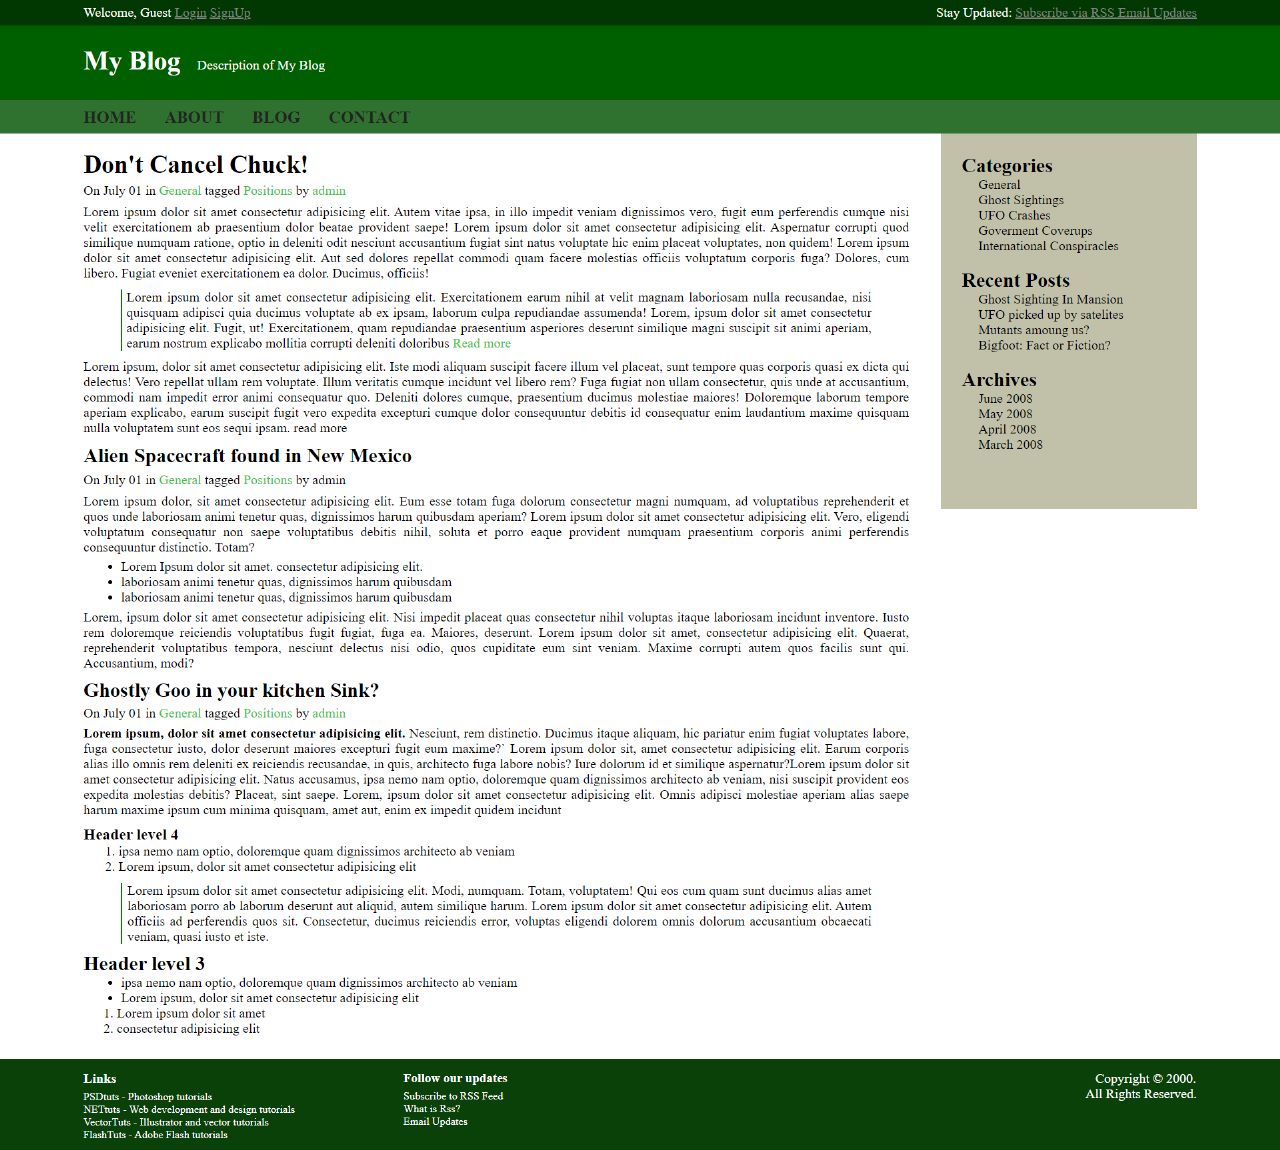 Welcome, Guest Login SignUp
Stay Updated: Subscribe via RSS Email Updates
My Blog Description of My Blog
HOME ABOUT BLOG CONTACT
Don't Cancel Chuck!
On July 01 in General tagged Positions by admin
Lorem ipsum dolor sit amet consectetur adipisicing elit. Autem vitae ipsa, in illo impedit veniam dignissimos vero, fugit eum perferendis cumque nisi
velit exercitationem ab praesentium dolor beatae provident saepe! Lorem ipsum dolor sit amet consectetur adipisicing elit. Aspernatur corrupti quod
similique numquam ratione, optio in deleniti odit nesciunt accusantium fugiat sint natus voluptate hic enim placeat voluptates, non quidem! Lorem ipsum
dolor sit amet consectetur adipisicing elit. Aut sed dolores repellat commodi quam facere molestias officiis voluptatum corporis fuga? Dolores, cum
libero. Fugiat eveniet exercitationem ea dolor. Ducimus, officiis!
Lorem ipsum dolor sit amet consectetur adipisicing elit. Exercitationem earum nihil at velit magnam laboriosam nulla recusandae, nisi
quisquam adipisci quia ducimus voluptate ab ex ipsam, laborum culpa repudiandae assumenda! Lorem, ipsum dolor sit amet consectetur
adipisicing elit. Fugit, ut! Exercitationem, quam repudiandae praesentium asperiores deserunt similique magni suscipit sit animi aperiam,
earum nostrum explicabo mollitia corrupti deleniti doloribus Read more
Lorem ipsum, dolor sit amet consectetur adipisicing elit. Iste modi aliquam suscipit facere illum vel placeat, sunt tempore quas corporis quasi ex dicta qui
delectus! Vero repellat ullam rem voluptate. Illum veritatis cumque incidunt vel libero rem? Fuga fugiat non ullam consectetur, quis unde at accusantium,
commodi nam impedit error animi consequatur quo. Deleniti dolores cumque, praesentium ducimus molestiae maiores! Doloremque laborum tempore
aperiam explicabo, earum suscipit fugit vero expedita excepturi cumque dolor consequuntur debitis id consequatur enim laudantium maxime quisquam
nulla voluptatem sunt eos sequi ipsam. read more
Alien Spacecraft found in New Mexico
On July 01 in General tagged Positions by admin
Lorem ipsum dolor, sit amet consectetur adipisicing elit. Eum esse totam fuga dolorum consectetur magni numquam, ad voluptatibus reprehenderit et
quos unde laboriosam animi tenetur quas, dignissimos harum quibusdam aperiam? Lorem ipsum dolor sit amet consectetur adipisicing elit. Vero, eligendi
voluptatum consequatur non saepe voluptatibus debitis nihil, soluta et porro eaque provident numquam praesentium corporis animi perferendis
consequuntur distinctio. Totam?
• Lorem Ipsum dolor sit amet. consectetur adipisicing elit.
• laboriosam animi tenetur quas, dignissimos harum quibusdam
• laboriosam animi tenetur quas, dignissimos harum quibusdam
Lorem, ipsum dolor sit amet consectetur adipisicing elit. Nisi impedit placeat quas consectetur nihil voluptas itaque laboriosam incidunt inventore. Iusto
rem doloremque reiciendis voluptatibus fugit fugiat, fuga ea. Maiores, deserunt. Lorem ipsum dolor sit amet, consectetur adipisicing elit. Quaerat,
reprehenderit voluptatibus tempora, nesciunt delectus nisi odio, quos cupiditate eum sint veniam. Maxime corrupti autem quos facilis sunt qui.
Accusantium, modi?
Ghostly Goo in your kitchen Sink?
On July 01 in General tagged Positions by admin
Lorem ipsum, dolor sit amet consectetur adipisicing elit. Nesciunt, rem distinctio. Ducimus itaque aliquam, hic pariatur enim fugiat voluptates labore,
fuga consectetur iusto, dolor deserunt maiores excepturi fugit eum maxime?` Lorem ipsum dolor sit, amet consectetur adipisicing elit. Earum corporis
alias illo omnis rem deleniti ex reiciendis recusandae, in quis, architecto fuga labore nobis? Iure dolorum id et similique aspernatur?Lorem ipsum dolor sit
amet consectetur adipisicing elit. Natus accusamus, ipsa nemo nam optio, doloremque quam dignissimos architecto ab veniam, nisi suscipit provident eos
expedita molestias debitis? Placeat, sint saepe. Lorem, ipsum dolor sit amet consectetur adipisicing elit. Omnis adipisci molestiae aperiam alias saepe
harum maxime ipsum cum minima quisquam, amet aut, enim ex impedit quidem incidunt
Header level 4
1. ipsa nemo nam optio, doloremque quam dignissimos architecto ab veniam
2. Lorem ipsum, dolor sit amet consectetur adipisicing elit
Lorem ipsum dolor sit amet consectetur adipisicing elit. Modi, numquam. Totam, voluptatem! Qui eos cum quam sunt ducimus alias amet
laboriosam porro ab laborum deserunt aut aliquid, autem similique harum. Lorem ipsum dolor sit amet consectetur adipisicing elit. Autem
officiis ad perferendis quos sit. Consectetur, ducimus reiciendis error, voluptas eligendi dolorem omnis dolorum accusantium obcaecati
veniam, quasi iusto et iste.
Header level 3
• ipsa nemo nam optio, doloremque quam dignissimos architecto ab veniam
• Lorem ipsum, dolor sit amet consectetur adipisicing elit
1. Lorem ipsum dolor sit amet
2. consectetur adipisicing elit
Categories
General
Ghost Sightings
UFO Crashes
Goverment Coverups
International Conspiracles
Recent Posts
Ghost Sighting In Mansion
UFO picked up by satelites
Mutants amoung us?
Bigfoot: Fact or Fiction?
Archives
June 2008
May 2008
April 2008
March 2008
Links
PSDtuts - Photoshop tutorials
NETtuts - Web development and design tutorials
VectorTuts - Illustrator and vector tutorials
FlashTuts - Adobe Flash tutorials
Follow our updates
Subscribe to RSS Feed
What is Rss?
Email Updates
Copyright © 2000.
All Rights Reserved.